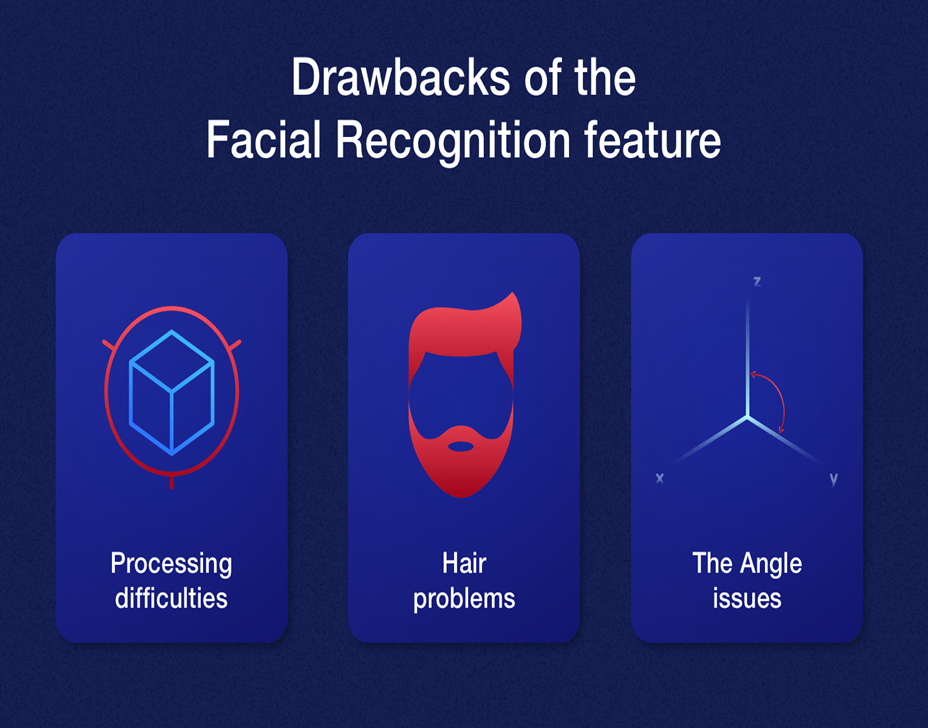 Drawbacks of the
Facial Recognition feature
Processing
difficulties
Hair
problems
z
x
y
The Angle
issues